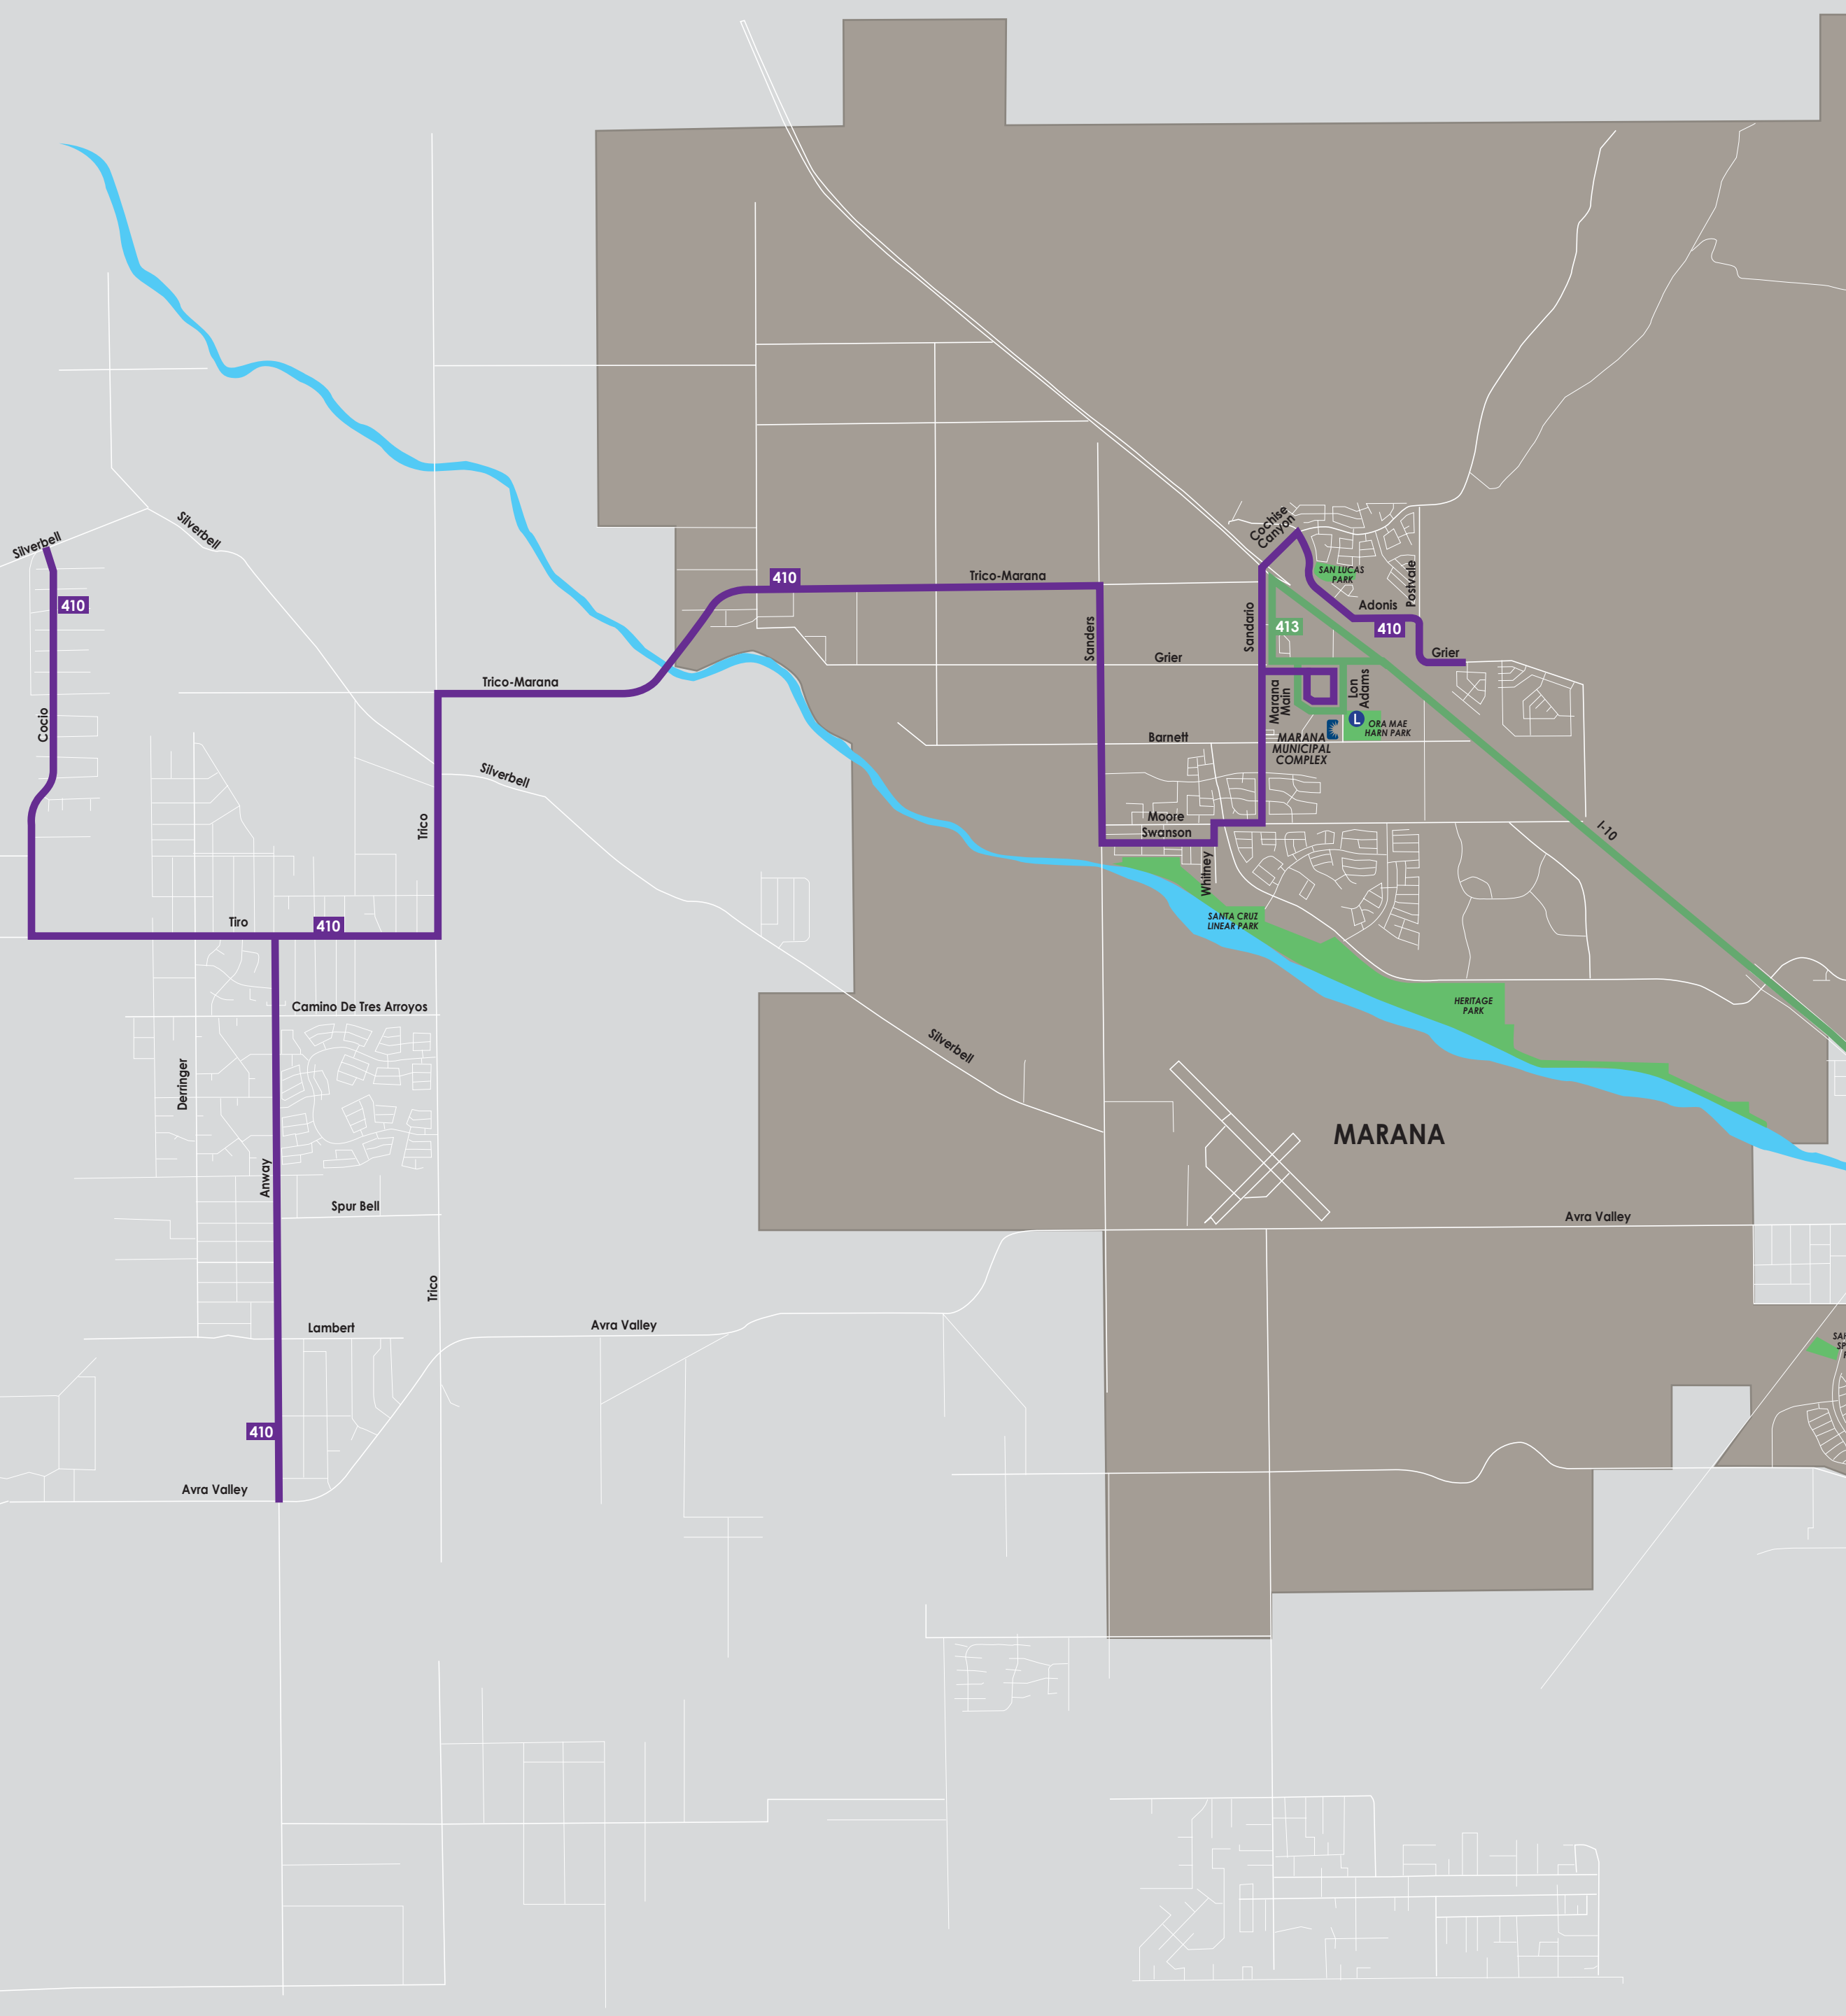 Cochise
Canyon
Silverbell
Silverbell
SAN LUCAS
PARK
410
Trico-Marana
Postvale
410
Adonis
Sandario
413
410
Sanders
Grier
Grier
Trico-Marana
Lon
Adams
Marana
Main
Cocio
L
ORA MAE
HARN PARK
Barnett
MARANA
MUNICIPAL
COMPLEX
Silverbell
Trico
Moore
Swanson
I-10
Whitney
Tiro
410
SANTA CRUZ
LINEAR PARK
Camino De Tres Arroyos
HERITAGE
PARK
Silverbell
Derringer
MARANA
Anway
Spur Bell
Avra Valley
Trico
Lambert
Avra Valley
410
Avra Valley